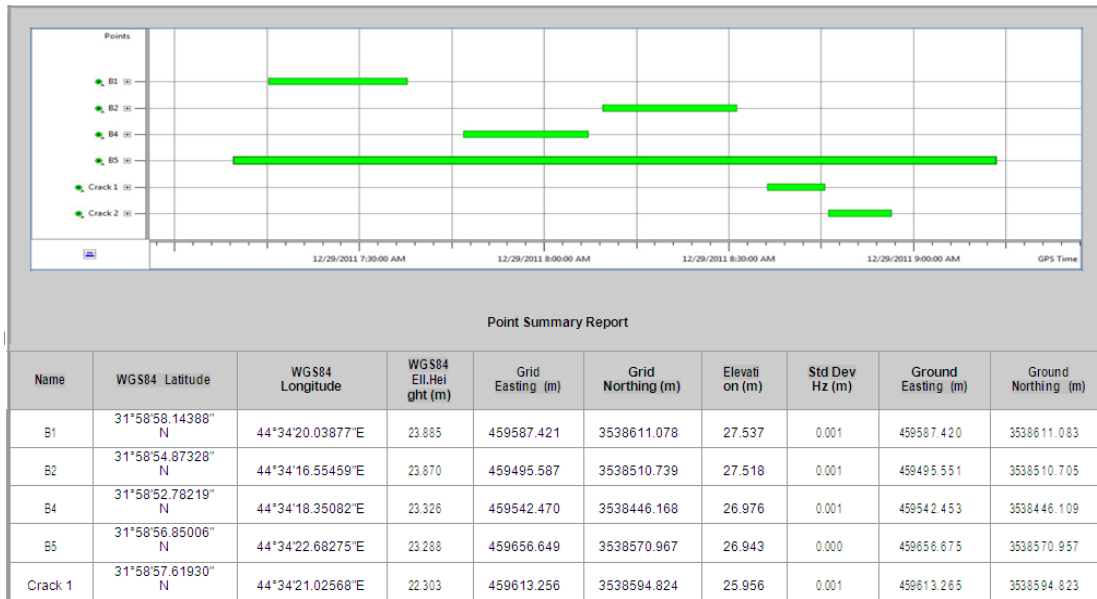 Points
B1
B2
B4
B5
Crack 1
Crack 2
12/29/2011 7:30:00 AM 12/29/2011 8:00:00 AM 12/29/2011 8:30:00 AM 12/29/2011 9:00:00 AM GPS Time
Point Summary Report
Name WGS84 Latitude WGS84 Longitude WGS84 Ell.Hei ght (m) Grid Easting (m) Grid Northing (m) Elevati on (m) Std Dev Hz (m) Ground Easting (m) Ground Northing (m)
B1 31°58'58.14388" N 44°34'20.03877"E 23.885 459587.421 3538611.078 27.537 0.001 459587.420 3538611.083
B2 31°58'54.87328" N 44°34'16.55459"E 23.870 459495.587 3538510.739 27.518 0.001 459495.551 3538510.705
B4 31°58'52.78219" N 44°34'18.35082"E 23.326 459542.470 3538446.168 26.976 0.001 459542.453 3538446.109
B5 31°58'56.85006" N 44°34'22.68275"E 23.288 459656.649 3538570.967 26.943 0.000 459656.675 3538570.957
Crack 1 31°58'57.61930" N 44°34'21.02568"E 22.303 459613.256 3538594.824 25.956 0.001 459613.265 3538594.823